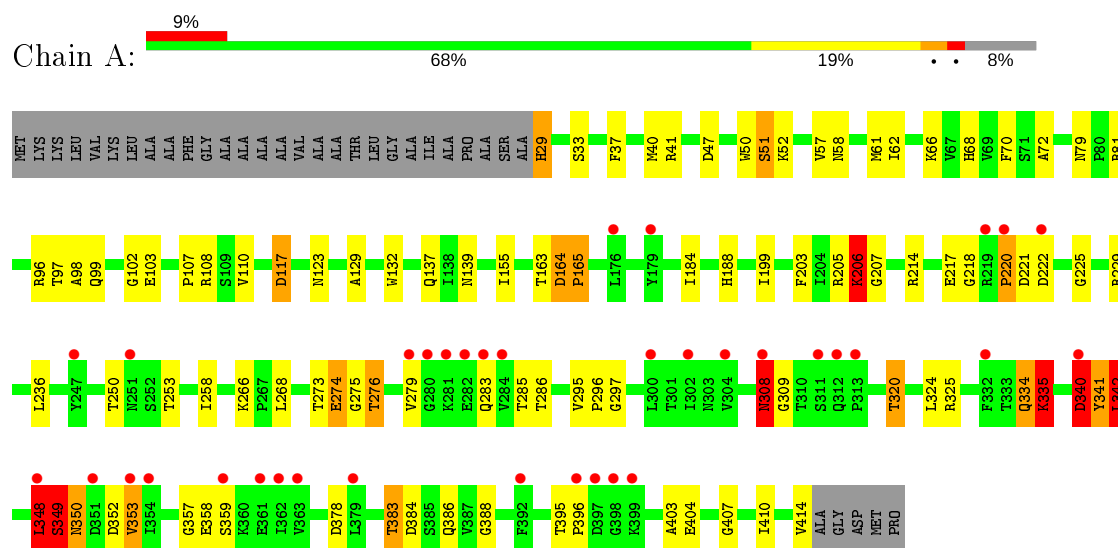 9%
Chain A:
68% 19% • • 8%
MET LYS LYS LEU VAL LYS LEU ALA ALA PHE GLY ALA ALA ALA ALA VAL ALA ALA ALA THR LEU GLY ALA ILE ALA PRO ALA SER ALA H29 S33 F37 M40 R41 D47 W50 S51 K52 V57 N58 M61 I62 K66 V67 H68 V69 F70 S71 A72 N79 P80 R81
R96 T97 A98 Q99 G102 E103 P107 R108 S109 V110 D117 N123 A129 W132 Q137 I138 N139 I155 T163 D164 P165 L176 Y179 I184 H188 I199 F203 I204 R205 K206 G207 R214 E217 G218 R219 P220 D221 D222 G225 R229
L236 Y247 T250 N251 S252 T253 I258 K266 P267 L268 T273 E274 G275 T276 V279 G280 K281 E282 Q283 V284 T285 T286 V295 P296 G297 L300 T301 I302 N303 V304 N308 G309 T310 S311 Q312 P313 T320 L324 R325 F332 T333 Q334 K335 D340 Y341 L342
L348 S349 N350 D351 D352 V353 I354 G357 E358 S359 K360 E361 I362 V363 D378 L379 T383 D384 S385 Q386 V387 G388 F392 T395 P396 D397 G398 K399 A403 E404 G407 I410 V414 ALA GLY ASP MET PRO